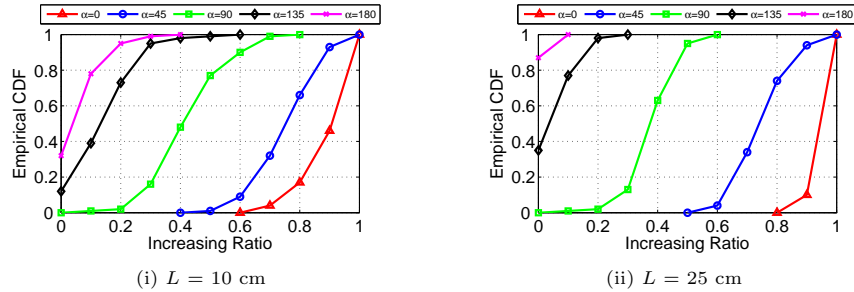 α=0 α=45 α=90 α=135 α=180
Empirical CDF
1
0.8
0.6
0.4
0.2
0
0 0.2 0.4 0.6 0.8 1
Increasing Ratio
(i) L = 10 cm
α=0 α=45 α=90 α=135 α=180
Empirical CDF
1
0.8
0.6
0.4
0.2
0
0 0.2 0.4 0.6 0.8 1
Increasing Ratio
(ii) L = 25 cm